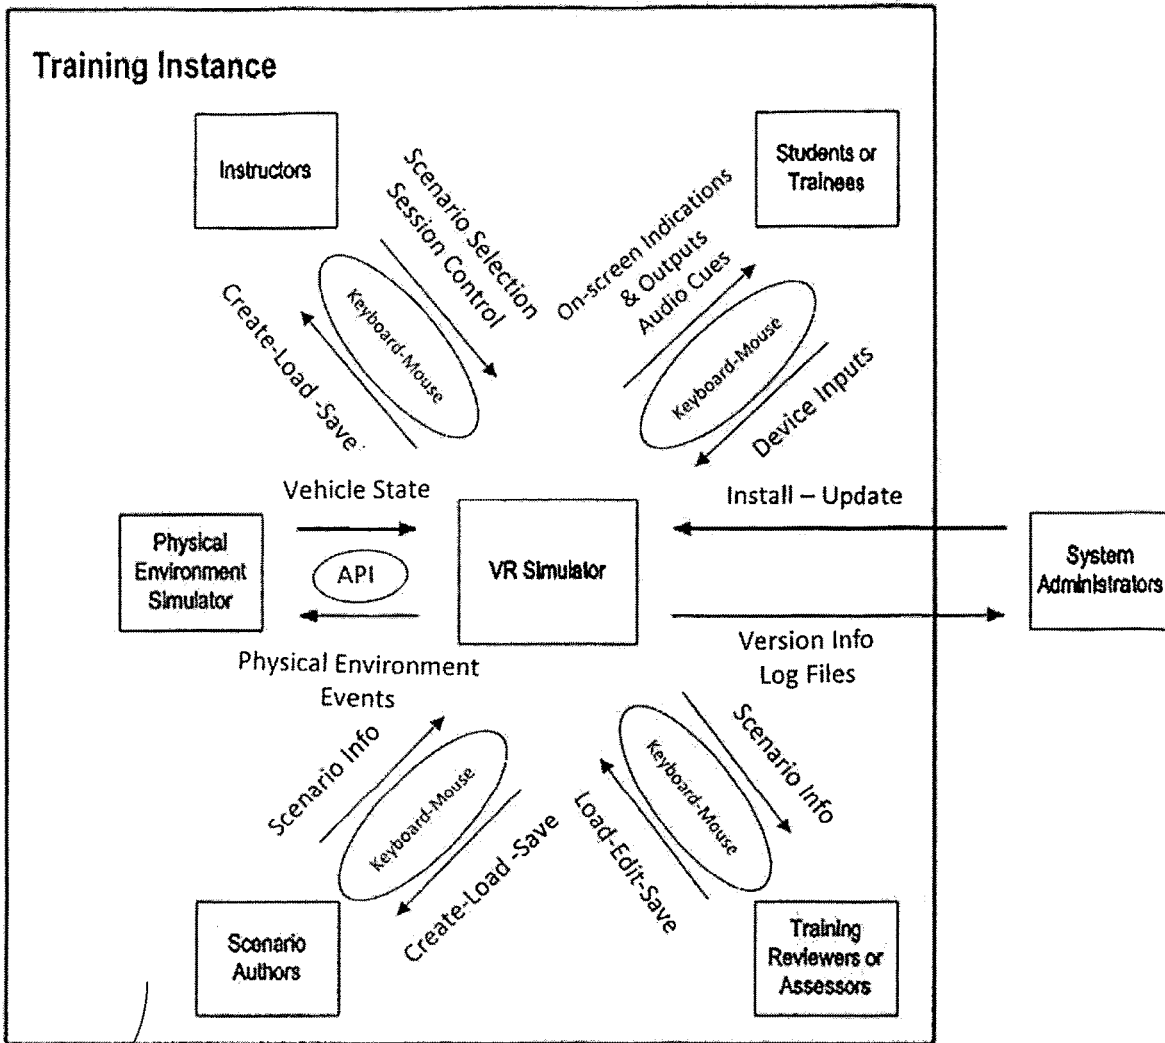 Training Instance
Instructors
Students or
Trainees
Scenario Selection
Session Control
Keyboard-Mouse
Create-Load -Save
On-screen Indications
& Outputs
Audio Cues
Keyboard-Mouse
Device Inputs
Vehicle State
Install – Update
Physical
Environment
Simulator
API
VR Simulator
System
Administrators
Physical Environment
Events
Version Info
Log Files
Scenario Info
Keyboard-Mouse
Create-Load -Save
Scenario Info
Keyboard-Mouse
Load-Edit-Save
Scenario
Authors
Training
Reviewers or
Assessors